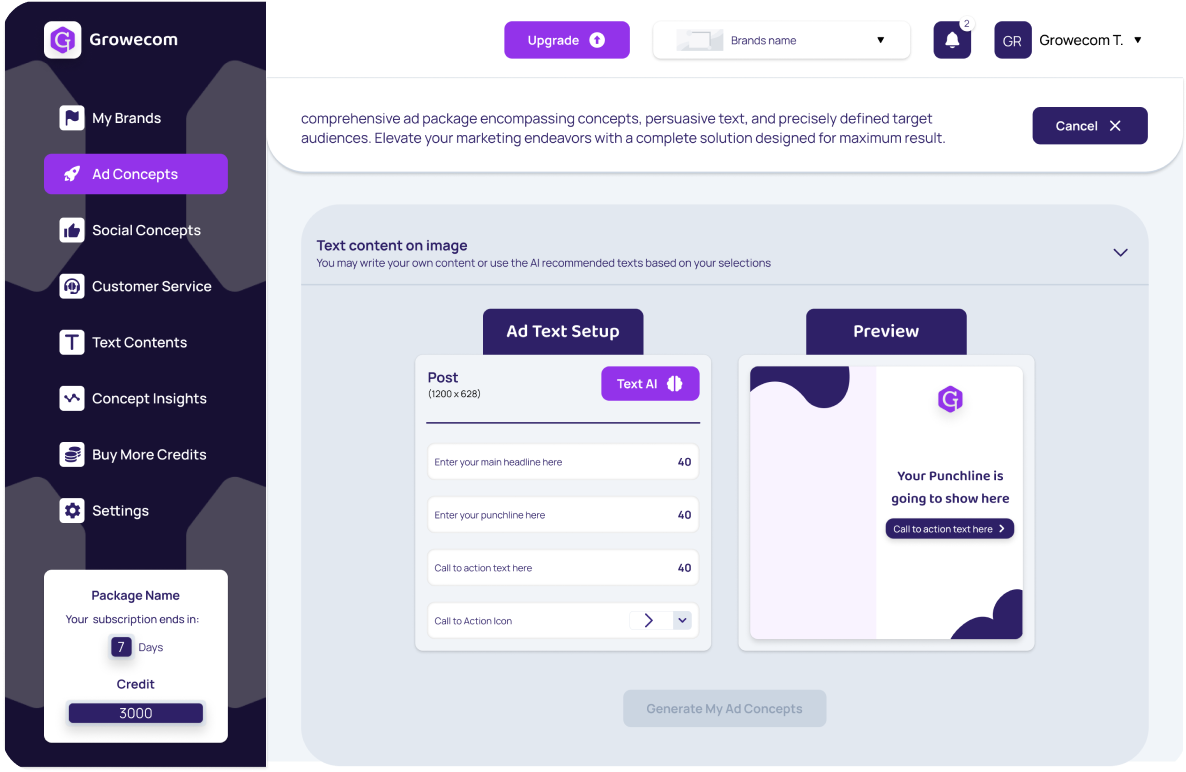 Growecom
Upgrade
Brands name
2
GR
Growecom T.
My Brands
Ad Concepts
Social Concepts
Customer Service
Text Contents
Concept Insights
Buy More Credits
Settings
Package Name
Your subscription ends in:
7 Days
Credit
3000
comprehensive ad package encompassing concepts, persuasive text, and precisely defined target
audiences. Elevate your marketing endeavors with a complete solution designed for maximum result.
Cancel
Text content on image
You may write your own content or use the AI recommended texts based on your selections
Ad Text Setup
Post
(1200 x 628)
Text AI
Enter your main headline here 40
Enter your punchline here 40
Call to action text here 40
Call to Action Icon
Preview
Your Punchline is
going to show here
Call to action text here
Generate My Ad Concepts